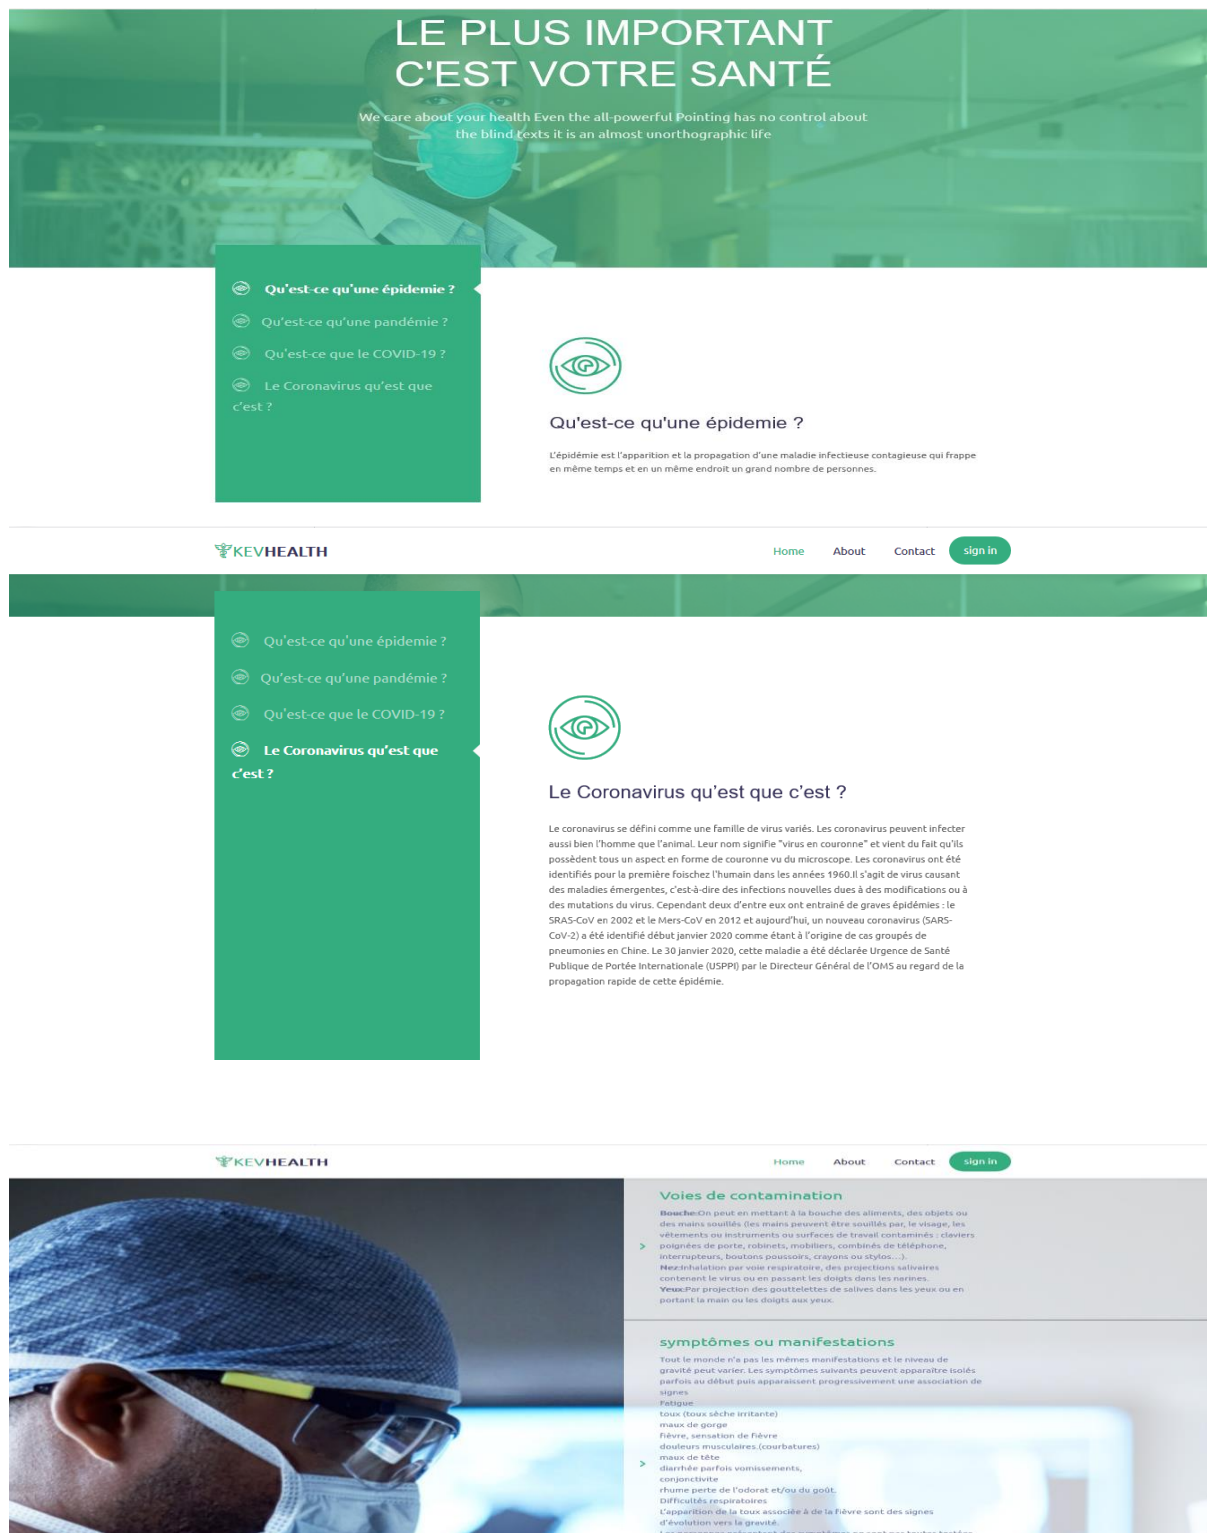 LE PLUS IMPORTANT
C'EST VOTRE SANTÉ
We care about your health Even the all-powerful Pointing has no control about
the blind texts it is an almost unorthographic life
Qu'est-ce qu'une épidemie ?
Qu'est-ce qu'une pandémie ?
Qu'est-ce que le COVID-19 ?
Le Coronavirus qu'est que
c'est ?
Qu'est-ce qu'une épidemie ?
L'épidémie est l'apparition et la propagation d'une maladie infectieuse contagieuse qui frappe
en même temps et en un même endroit un grand nombre de personnes.
KEVHEALTH
Home About Contact sign in
Qu'est-ce qu'une épidemie ?
Qu'est-ce qu'une pandémie ?
Qu'est-ce que le COVID-19 ?
Le Coronavirus qu'est que
c'est ?
Le Coronavirus qu'est que c'est ?
Le coronavirus se défini comme une famille de virus variés. Les coronavirus peuvent infecter
aussi bien l'homme que l'animal. Leur nom signifie "virus en couronne" et vient du fait qu'ils
possèdent tous un aspect en forme de couronne vu du microscope. Les coronavirus ont été
identifiés pour la première foischez l'humain dans les années 1960.Il s'agit de virus causant
des maladies émergentes, c'est-à-dire des infections nouvelles dues à des modifications ou à
des mutations du virus. Cependant deux d'entre eux ont entrainé de graves épidémies : le
SRAS-CoV en 2002 et le Mers-CoV en 2012 et aujourd'hui, un nouveau coronavirus (SARS-
CoV-2) a été identifié début janvier 2020 comme étant à l'origine de cas groupés de
pneumonies en Chine. Le 30 janvier 2020, cette maladie a été déclarée Urgence de Santé
Publique de Portée Internationale (USPPI) par le Directeur Général de l'OMS au regard de la
propagation rapide de cette épidémie.
KEVHEALTH
Home About Contact sign in
Voies de contamination
Bouche:On peut en mettant à la bouche des aliments, des objets ou
des mains souillés (les mains peuvent être souillés par, le visage, les
vêtements ou instruments ou surfaces de travail contaminés : claviers
poignées de porte, robinets, mobiliers, combinés de téléphone,
interrupteurs, boutons poussoirs, crayons ou stylos...).
Nez:Inhalation par voie respiratoire, des projections salivaires
contenant le virus ou en passant les doigts dans les narines.
Yeux:Par projection des gouttelettes de salives dans les yeux ou en
portant la main ou les doigts aux yeux.
symptômes ou manifestations
Tout le monde n'a pas les mêmes manifestations et le niveau de
gravité peut varier. Les symptômes suivants peuvent apparaître isolés
parfois au début puis apparaissent progressivement une association de
signes
Fatigue
toux (toux sèche irritante)
maux de gorge
fièvre, sensation de fièvre
douleurs musculaires.(courbatures)
maux de tête
diarrhée parfois vomissements,
conjonctivite
rhume perte de l'odorat et/ou du goût.
Difficultés respiratoires
L'apparition de la toux associée à de la fièvre sont des signes
d'évolution vers la gravité.